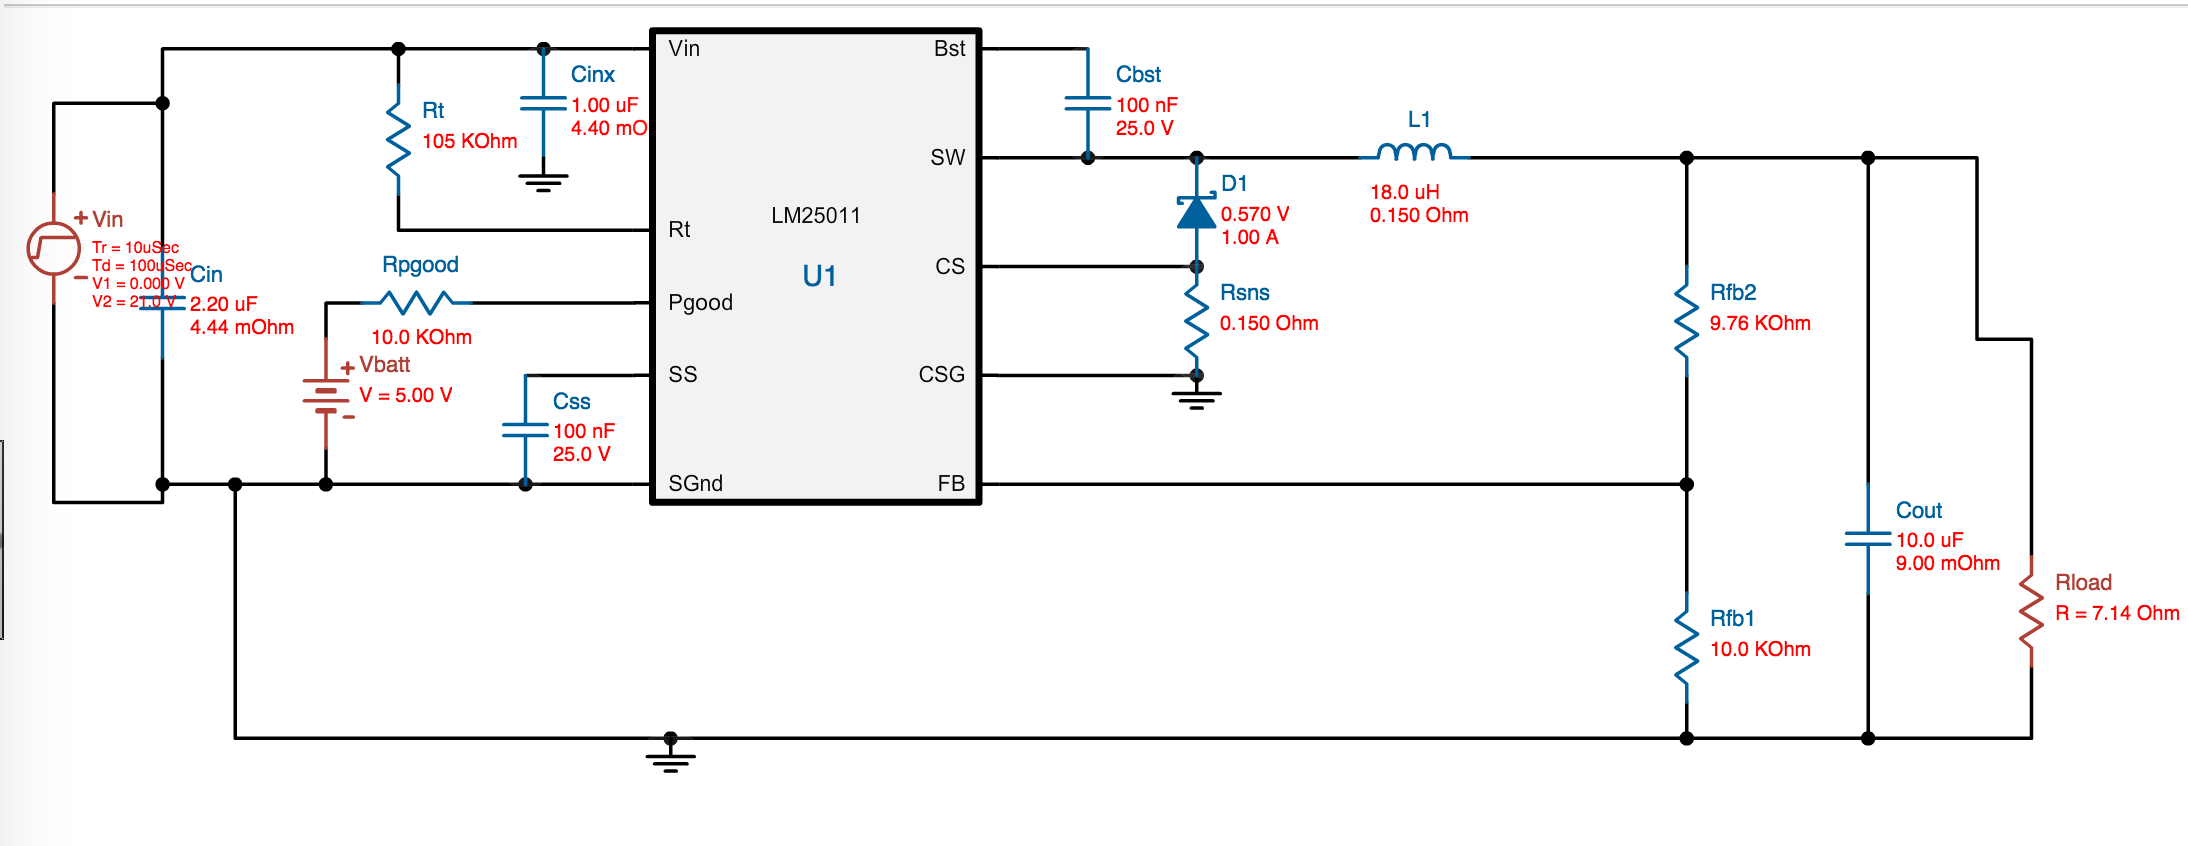 Vin
Bst
Cinx
1.00 uF
4.40 mO
Cbst
100 nF
25.0 V
Rt
105 KOhm
L1
18.0 uH
0.150 Ohm
SW
D1
0.570 V
1.00 A
LM25011
U1
Rt
CS
+ Vin
Tr = 10uSec
Td = 100uSec
V1 = 0.000 V
V2 = 21.0 V
Cin
2.20 uF
4.44 mOhm
Rpgood
10.0 KOhm
Pgood
Rsns
0.150 Ohm
Rfb2
9.76 KOhm
+ Vbatt
V = 5.00 V
SS
CSG
Css
100 nF
25.0 V
SGnd
FB
Cout
10.0 uF
9.00 mOhm
Rload
R = 7.14 Ohm
Rfb1
10.0 KOhm